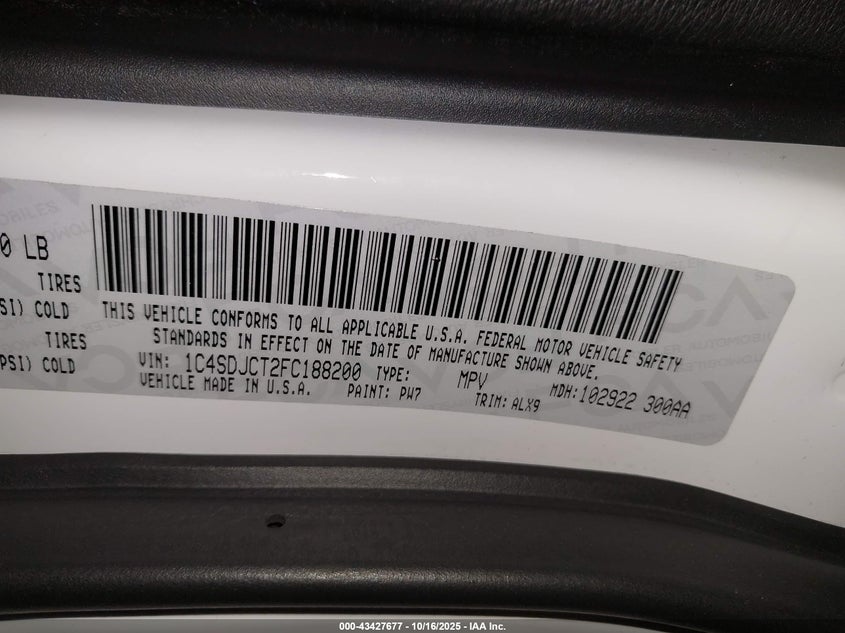 0 LB
TIRES
SI) COLD
TIRES
PSI) COLD
THIS VEHICLE CONFORMS TO ALL APPLICABLE U.S.A. FEDERAL MOTOR VEHICLE SAFETY
STANDARDS IN EFFECT ON THE DATE OF MANUFACTURE SHOWN ABOVE.
VIN: 1C4SDJCT2FC188200 TYPE: MPV MDH: 102922 300AA
VEHICLE MADE IN U.S.A. PAINT: PW7 TRIM: ALX9
000-43427677 - 10/16/2025 - IAA Inc.